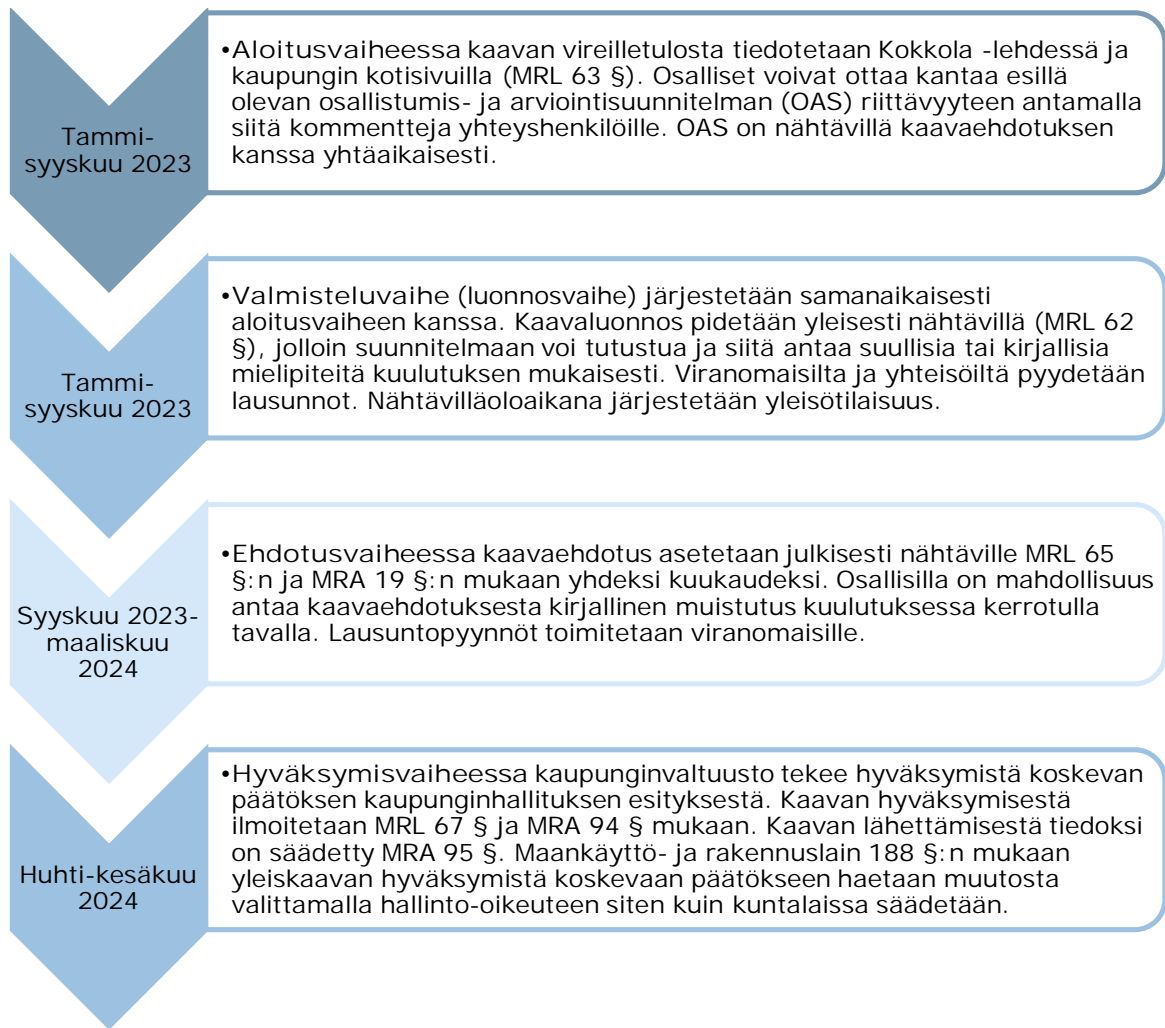 Tammi-
syyskuu 2023
•Aloitusvaiheessa kaavan vireilletulosta tiedotetaan Kokkola -lehdessä ja
kaupungin kotisivuilla (MRL 63 §). Osalliset voivat ottaa kantaa esillä
olevan osallistumis- ja arviointisuunnitelman (OAS) riittävyyteen antamalla
siitä kommentteja yhteyshenkilöille. OAS on nähtävillä kaavaehdotuksen
kanssa yhtäaikaisesti.
Tammi-
syyskuu 2023
•Valmisteluvaihe (luonnosvaihe) järjestetään samanaikaisesti
aloitusvaiheen kanssa. Kaavaluonnos pidetään yleisesti nähtävillä (MRL 62
§), jolloin suunnitelmaan voi tutustua ja siitä antaa suullisia tai kirjallisia
mielipiteitä kuulutuksen mukaisesti. Viranomaisilta ja yhteisöiltä pyydetään
lausunnot. Nähtävilläoloaikana järjestetään yleisötilaisuus.
Syyskuu 2023-
maaliskuu
2024
•Ehdotusvaiheessa kaavaehdotus asetetaan julkisesti nähtäville MRL 65
§:n ja MRA 19 §:n mukaan yhdeksi kuukaudeksi. Osallisilla on mahdollisuus
antaa kaavaehdotuksesta kirjallinen muistutus kuulutuksessa kerrotulla
tavalla. Lausuntopyynnöt toimitetaan viranomaisille.
Huhti-kesäkuu
2024
•Hyväksymisvaiheessa kaupunginvaltuusto tekee hyväksymistä koskevan
päätöksen kaupunginhallituksen esityksestä. Kaavan hyväksymisestä
ilmoitetaan MRL 67 § ja MRA 94 § mukaan. Kaavan lähettämisestä tiedoksi
on säädetty MRA 95 §. Maankäyttö- ja rakennuslain 188 §:n mukaan
yleiskaavan hyväksymistä koskevaan päätökseen haetaan muutosta
valittamalla hallinto-oikeuteen siten kuin kuntalaissa säädetään.